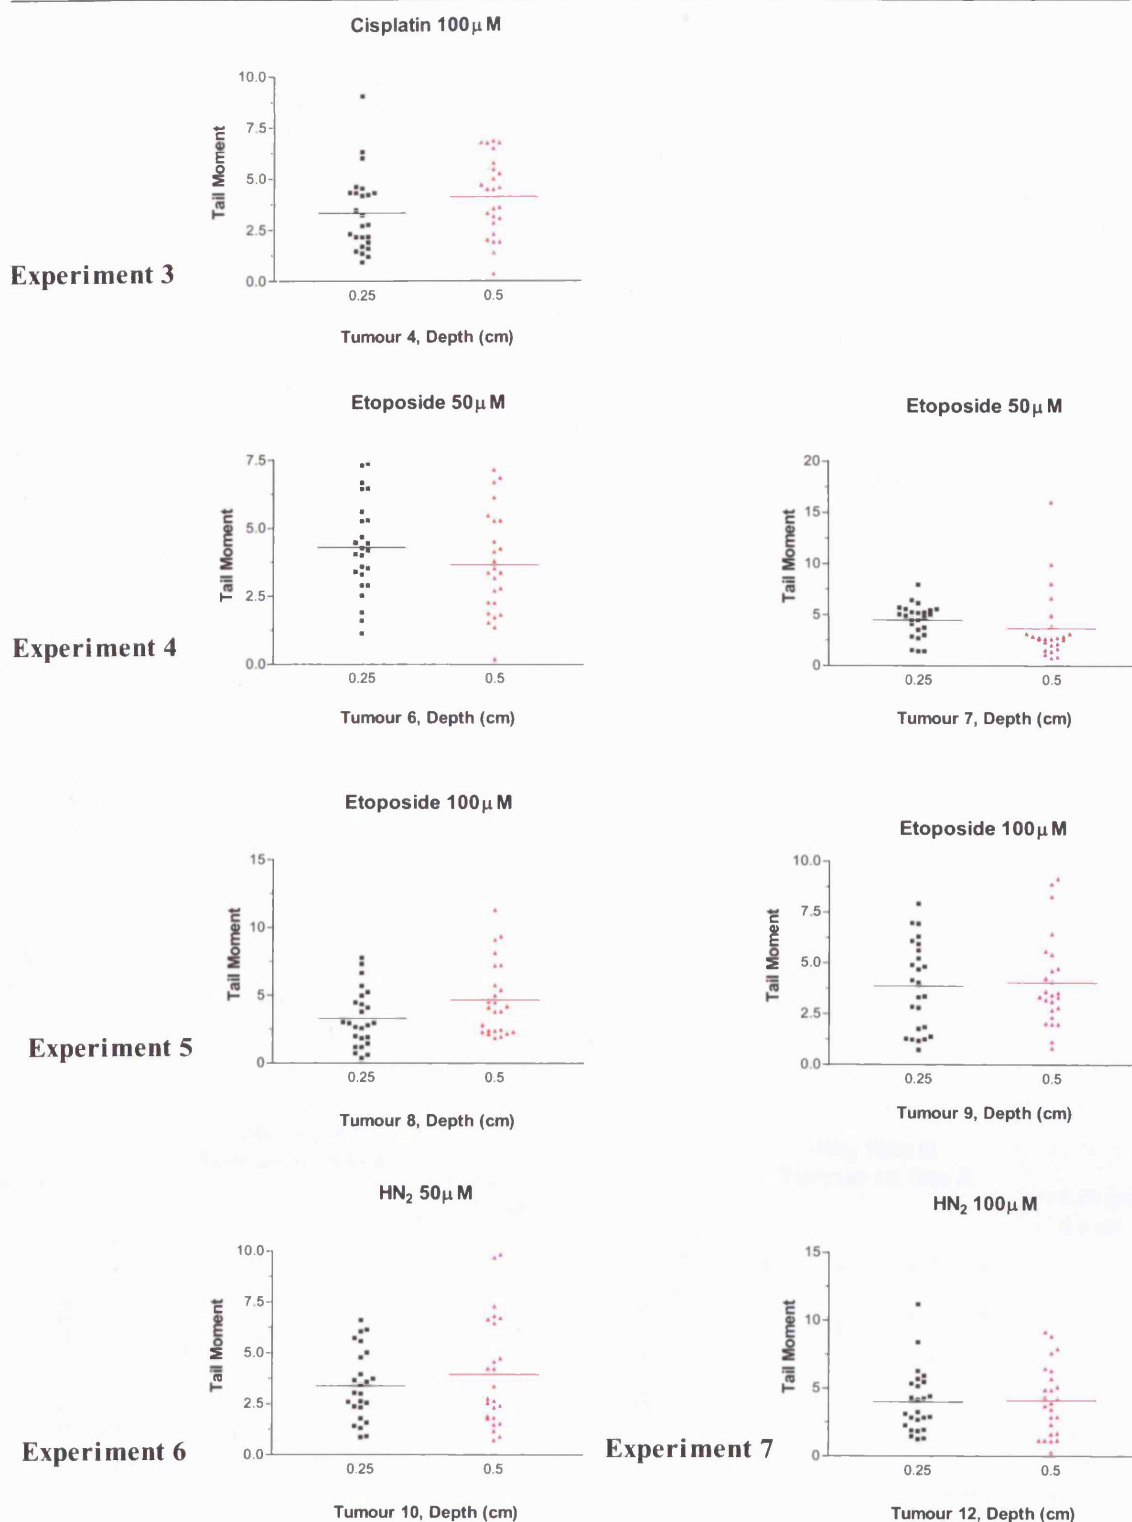 Cisplatin 100μM
10.0
7.5
5.0
2.5
0.0
Tail Moment
0.25 0.5
Tumour 4, Depth (cm)
Experiment 3
Etoposide 50μM
7.5
5.0
2.5
0.0
Tail Moment
0.25 0.5
Tumour 6, Depth (cm)
Experiment 4
Etoposide 50μM
20
15
10
5
0
Tail Moment
0.25 0.5
Tumour 7, Depth (cm)
Etoposide 100μM
15
10
5
0
Tail Moment
0.25 0.5
Tumour 8, Depth (cm)
Experiment 5
Etoposide 100μM
10.0
7.5
5.0
2.5
0.0
Tail Moment
0.25 0.5
Tumour 9, Depth (cm)
HN₂ 50μM
10.0
7.5
5.0
2.5
0.0
Tail Moment
0.25 0.5
Tumour 10, Depth (cm)
Experiment 6
HN₂ 100μM
15
10
5
0
Tail Moment
0.25 0.5
Tumour 12, Depth (cm)
Experiment 7